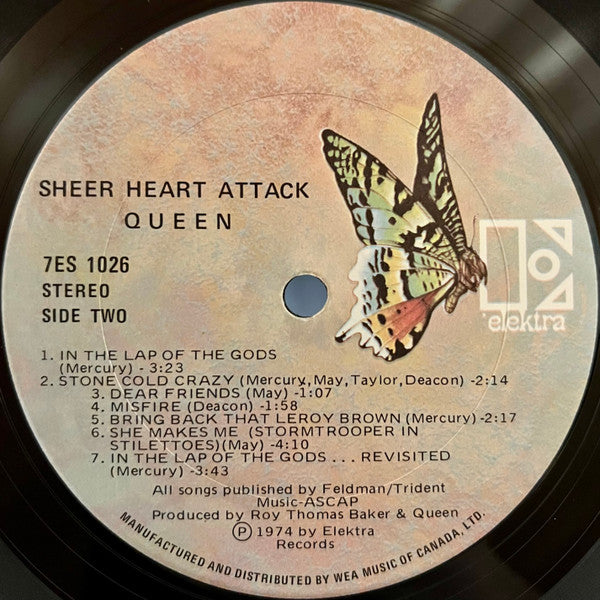 SHEER HEART ATTACK
QUEEN
7ES 1026
STEREO
SIDE TWO
elektra
1. IN THE LAP OF THE GODS
(Mercury) - 3:23
2. STONE COLD CRAZY (Mercury, May, Taylor, Deacon) -2:14
3. DEAR FRIENDS (May) -1:07
4. MISFIRE (Deacon) -1:58
5. BRING BACK THAT LEROY BROWN (Mercury) -2:17
6. SHE MAKES ME (STORMTROOPER IN
STILETTOES)(May) -4:10
7. IN THE LAP OF THE GODS... REVISITED
(Mercury) -3:43
All songs published by Feldman/Trident
Music-ASCAP
Produced by Roy Thomas Baker & Queen
Ⓟ 1974 by Elektra
Records
MANUFACTURED AND DISTRIBUTED BY WEA MUSIC OF CANADA, LTD.